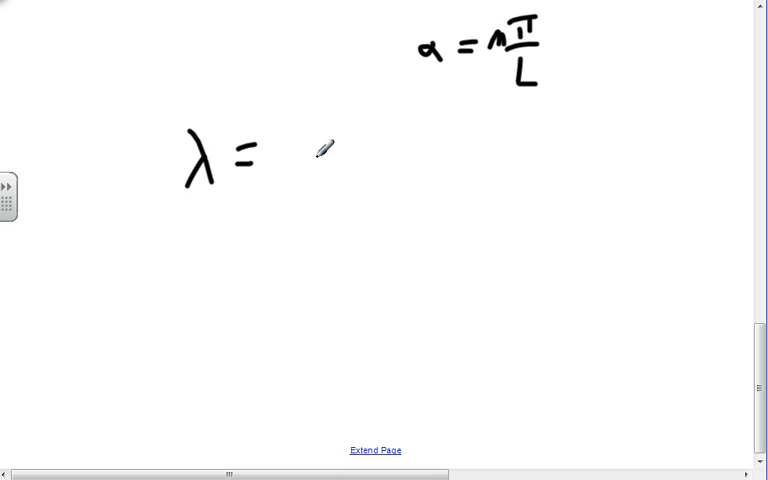 α = nπ/L
λ =
Extend Page